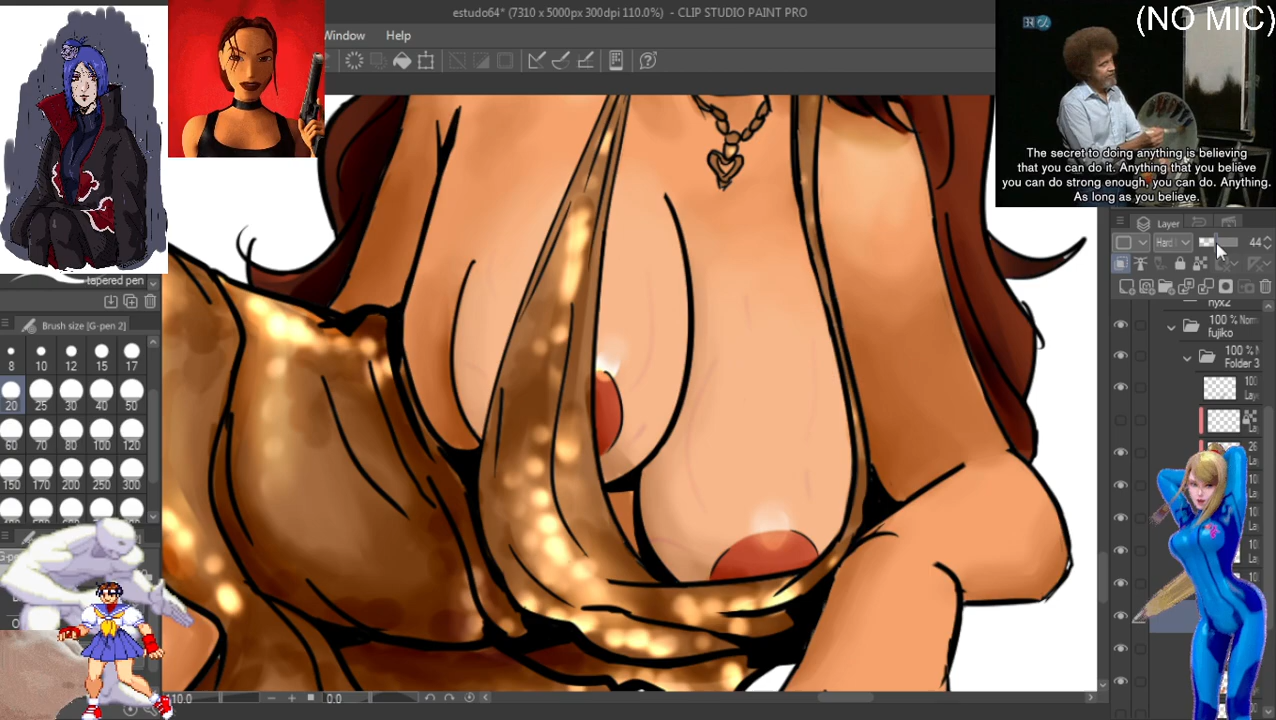 estudo64* (7310 x 5000px 300dpi 110.0%) - CLIP STUDIO PAINT PRO
(NO MIC)
Window Help
The secret to doing anything is believing
that you can do it. Anything that you believe
you can do strong enough, you can do. Anything.
As long as you believe.
Layer
44
tapered pen
nyx2
Brush size [G-pen 2]
100 %
fujiko
8 10 12 15 17
100 %
Folder 3
20 25 30 40 50
60 70 80 100 120
150 170 200 250 300
110.0 0.0